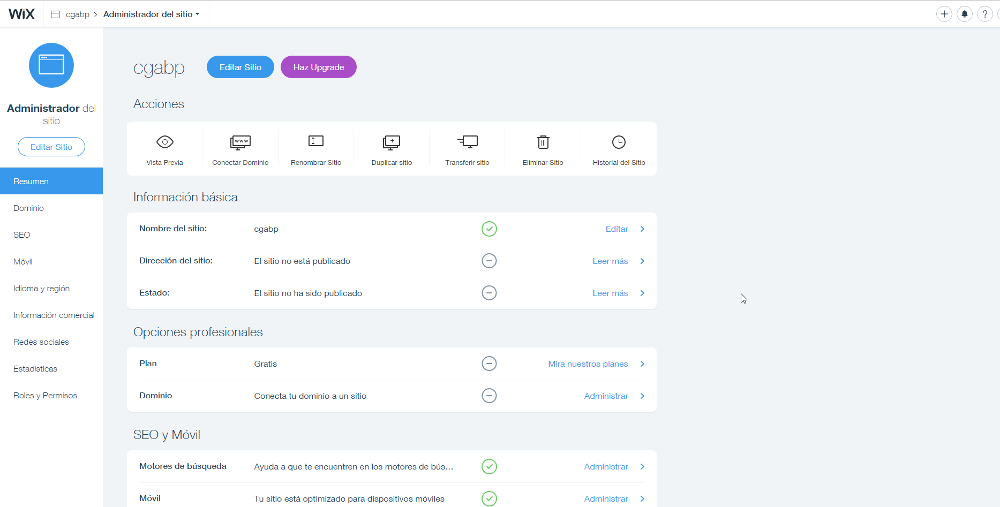 WiX cgabp > Administrador del sitio
?
Administrador del
sitio
Editar Sitio
Resumen
Dominio
SEO
Móvil
Idioma y región
Información comercial
Redes sociales
Estadísticas
Roles y Permisos
cgabp Editar Sitio Haz Upgrade
Acciones
www
Vista Previa Conectar Dominio Renombrar Sitio Duplicar sitio Transferir sitio Eliminar Sitio Historial del Sitio
Información básica
Nombre del sitio: cgabp Editar
Dirección del sitio: El sitio no está publicado Leer más
Estado: El sitio no ha sido publicado Leer más
Opciones profesionales
Plan Gratis Mira nuestros planes
Dominio Conecta tu dominio a un sitio Administrar
SEO y Móvil
Motores de búsqueda Ayuda a que te encuentren en los motores de bús... Administrar
Móvil Tu sitio está optimizado para dispositivos móviles Administrar